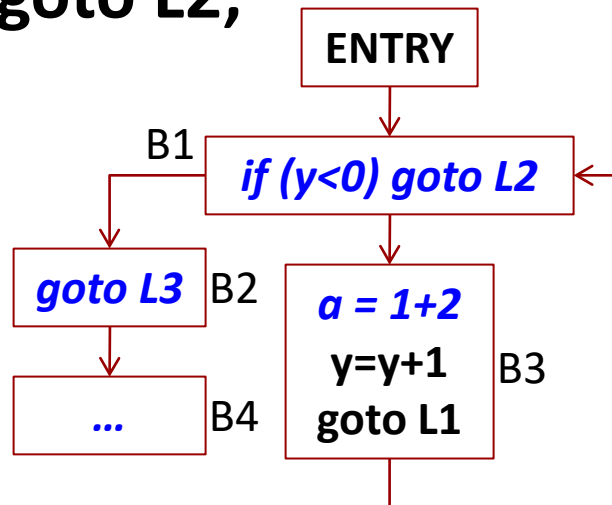 goto L2;
ENTRY
B1
if (y<0) goto L2
goto L3 B2
a = 1+2
y=y+1
goto L1
B3
... B4